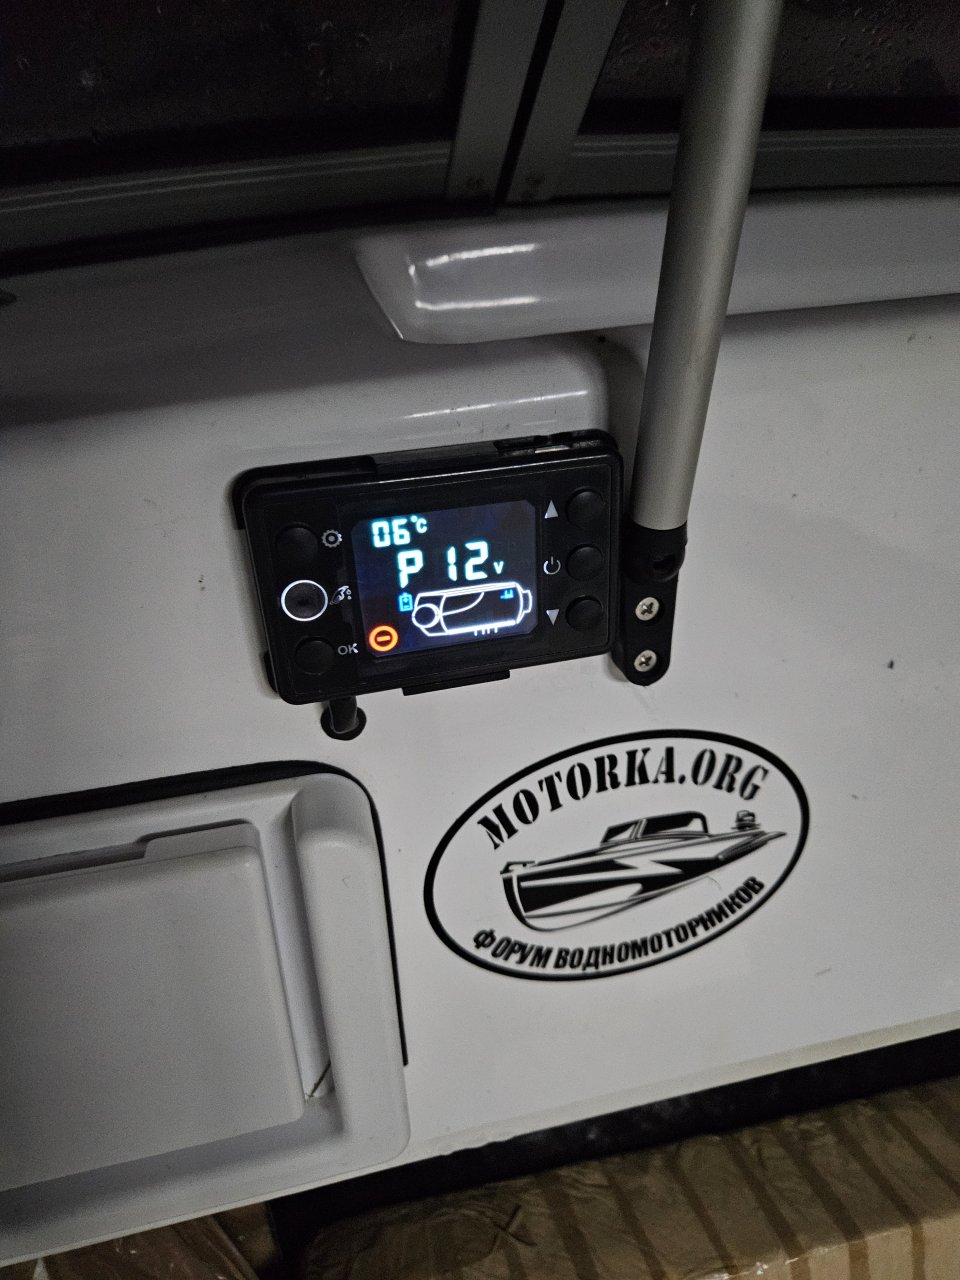 06°C
P 12 v
OK
MOTORKA.ORG
ФОРУМ ВОДНОМОТОРНИКОВ